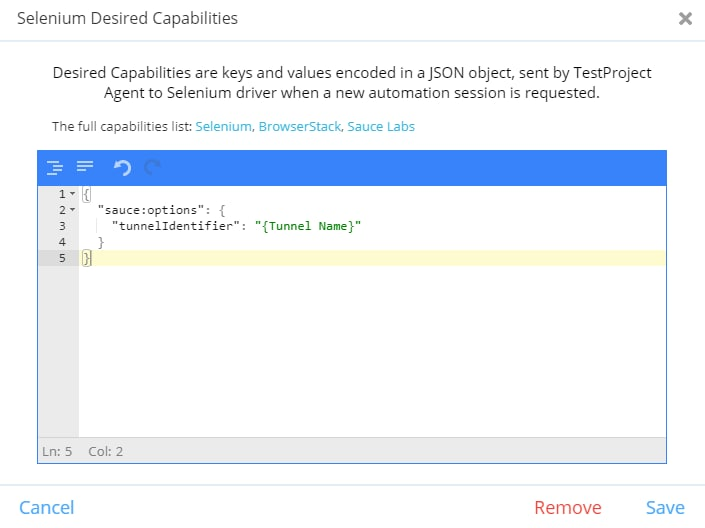 Selenium Desired Capabilities
Desired Capabilities are keys and values encoded in a JSON object, sent by TestProject
Agent to Selenium driver when a new automation session is requested.
The full capabilities list: Selenium, BrowserStack, Sauce Labs
1 {
2 "sauce:options": {
3 "tunnelIdentifier": "{Tunnel Name}"
4 }
5 }
Ln: 5 Col: 2
Cancel Remove Save